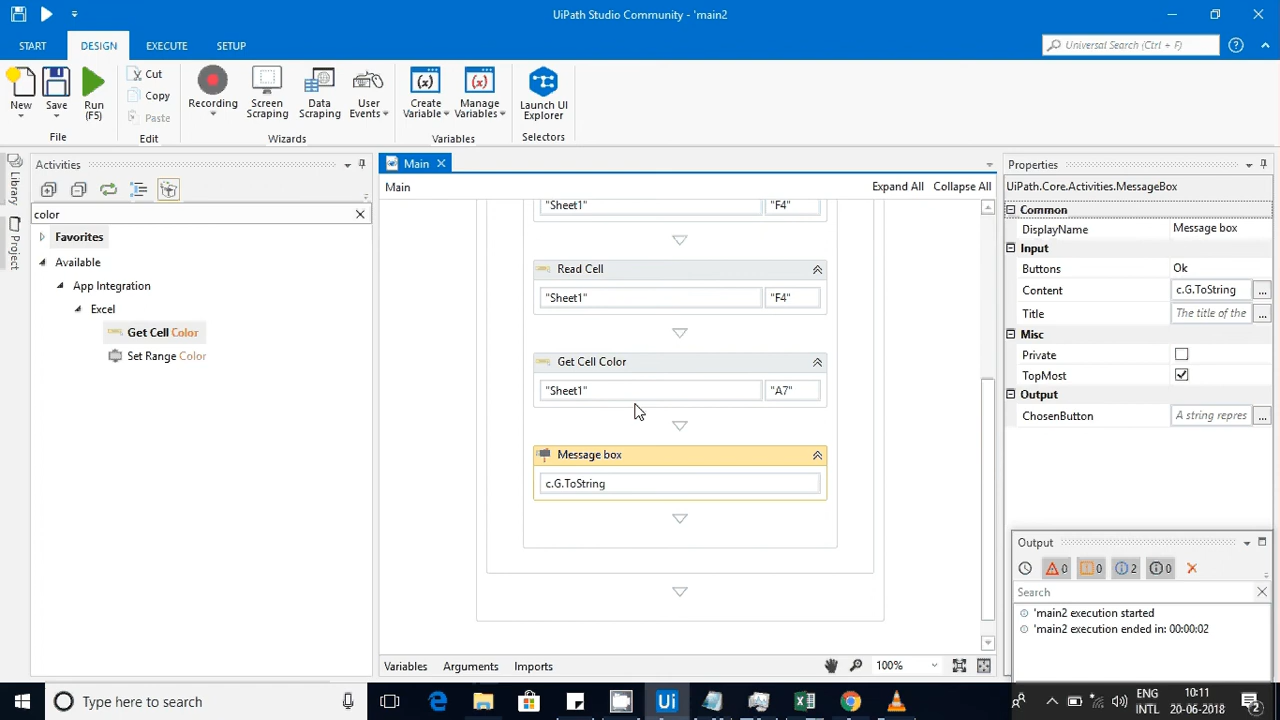 UiPath Studio Community - 'main2
START
DESIGN
EXECUTE
SETUP
Universal Search (Ctrl + F)
New
Save
Run
(F5)
Cut
Copy
Paste
Recording
Screen
Scraping
Data
Scraping
User
Events
Create
Variable
Manage
Variables
Launch UI
Explorer
File
Edit
Wizards
Variables
Selectors
Library
Project
Activities
color
Favorites
Available
App Integration
Excel
Get Cell Color
Set Range Color
Main
Main
Expand All
Collapse All
"Sheet1"
"F4"
Read Cell
"Sheet1"
"F4"
Get Cell Color
"Sheet1"
"A7"
Message box
c.G.ToString
Variables
Arguments
Imports
100%
Properties
UiPath.Core.Activities.MessageBox
Common
DisplayName
Message box
Input
Buttons
Ok
Content
c.G.ToString
...
Title
The title of the
...
Misc
Private
TopMost
Output
ChosenButton
A string repres
...
Output
0
0
2
0
Search
'main2 execution started
'main2 execution ended in: 00:00:02
Type here to search
Ui
ENG
INTL
10:11
20-06-2018
2